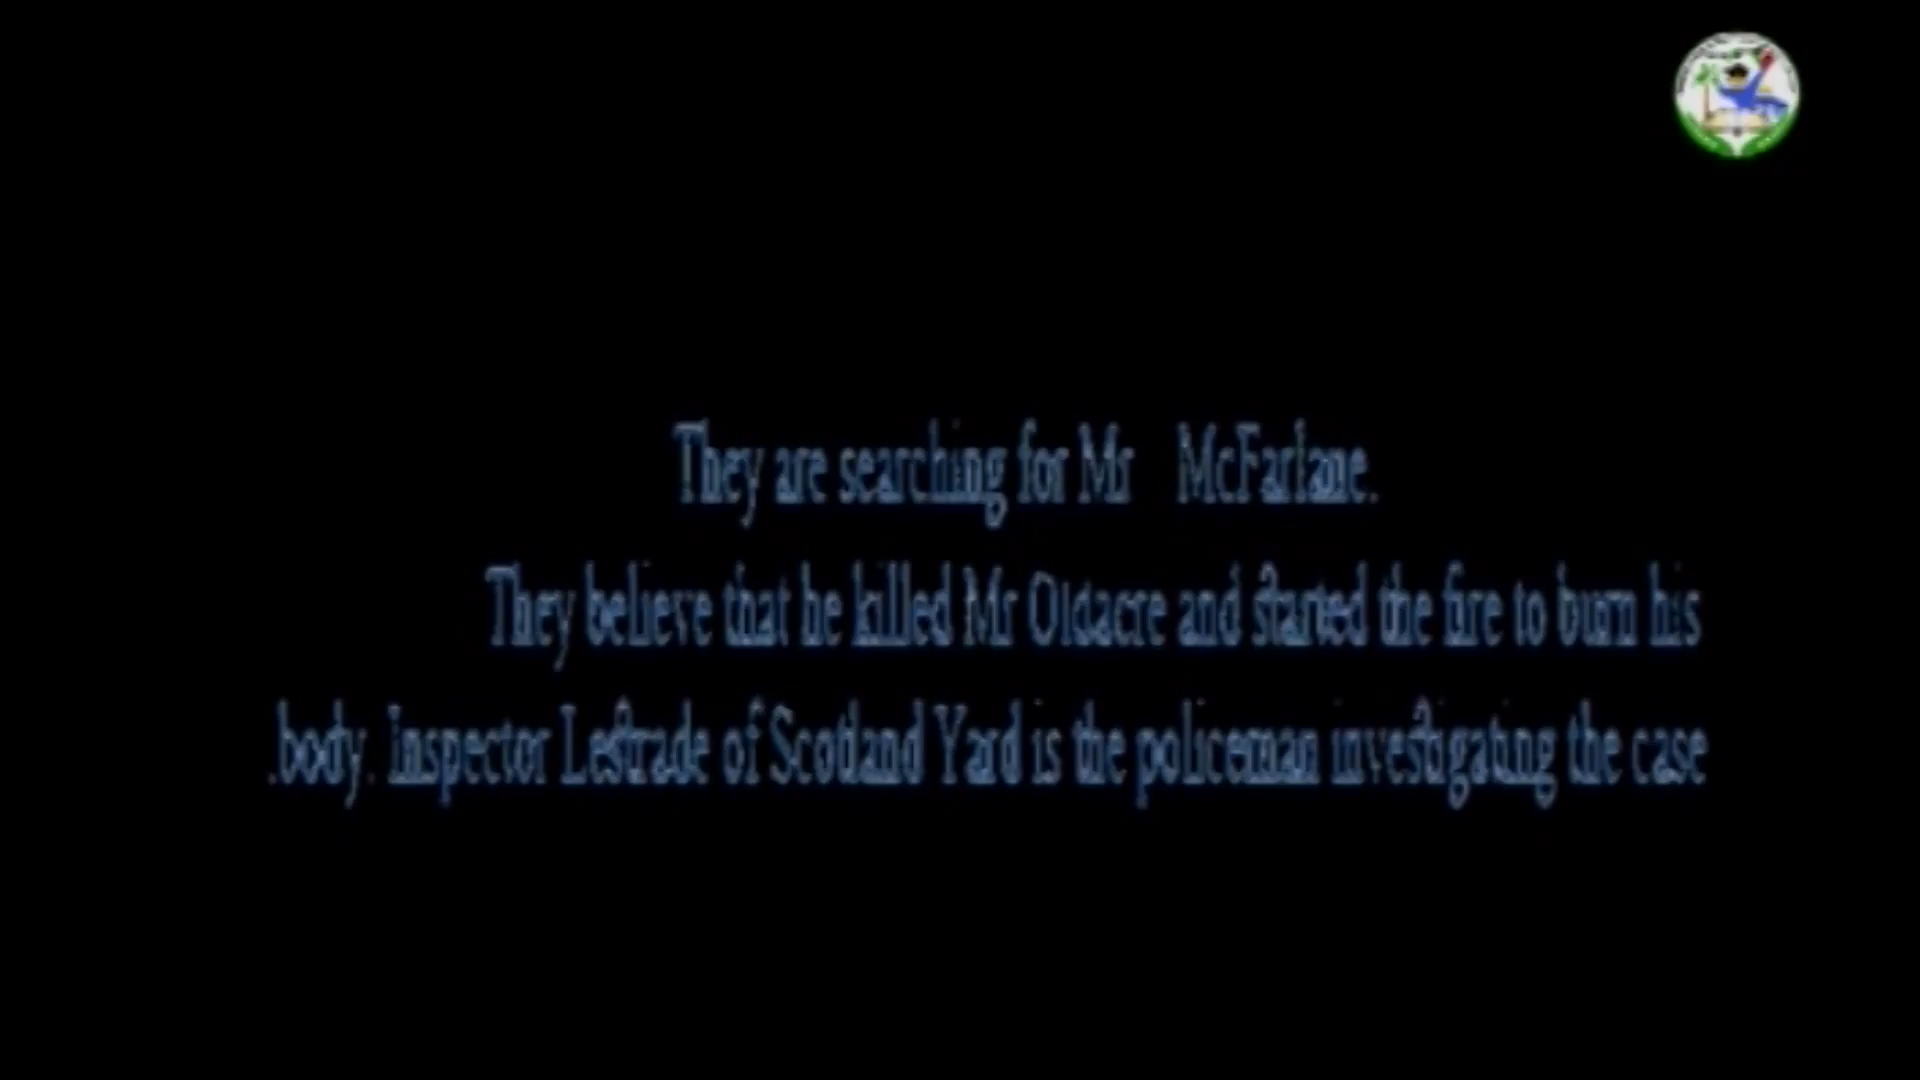 They are searching for Mr McFarlane.
They believe that he killed Mr Oldacre and started the fire to burn his
.body. Inspector Lestrade of Scotland Yard is the policeman investigating the case